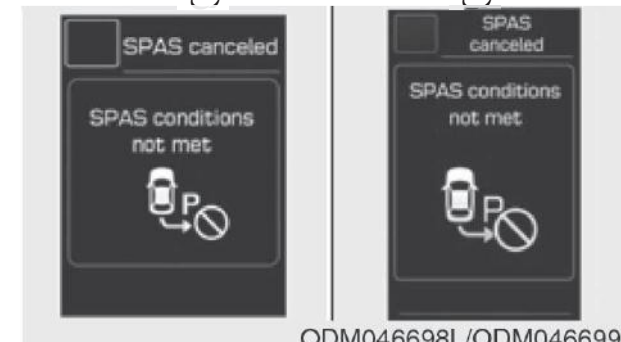 SPAS canceled
SPAS conditions
not met
P
SPAS
canceled
SPAS conditions
not met
P
ODM046698L/ODM046699